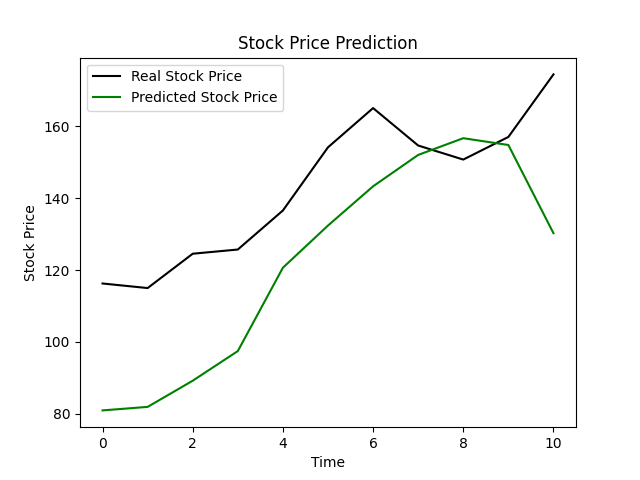 Stock Price Prediction
Real Stock Price
Predicted Stock Price
Stock Price
160
140
120
100
80
0 2 4 6 8 10
Time